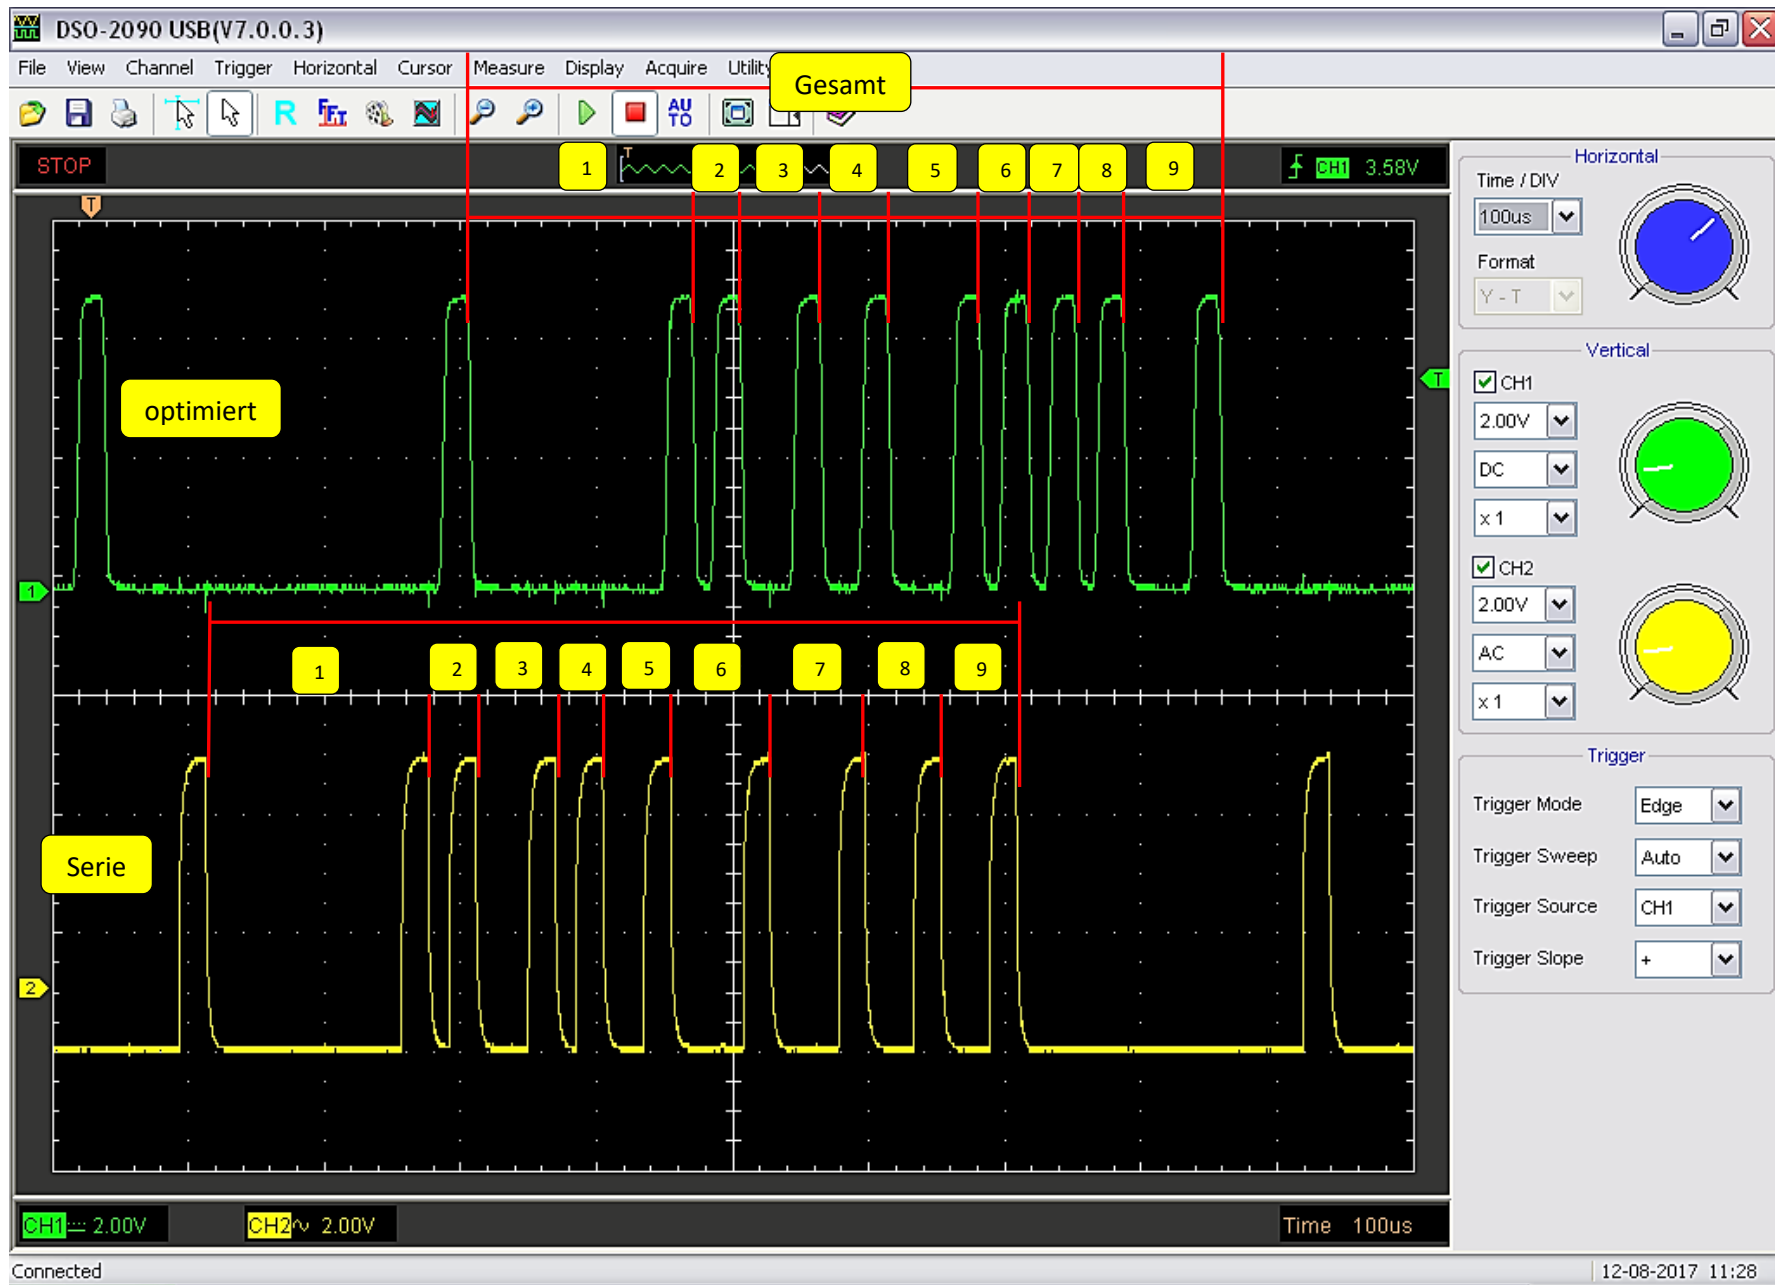 DSO-2090 USB(V7.0.0.3)
File View Channel Trigger Horizontal Cursor Measure Display Acquire Utility
Gesamt
R FFT AUTO
STOP
1 T 2 3 4 5 6 7 8 9
CH1 3.58V
T
optimiert
T
1
1 2 3 4 5 6 7 8 9
Serie
2
CH1 2.00V CH2 2.00V Time 100us
Horizontal
Time / DIV
100us
Format
Y - T
Vertical
CH1
2.00V
DC
x 1
CH2
2.00V
AC
x 1
Trigger
Trigger Mode Edge
Trigger Sweep Auto
Trigger Source CH1
Trigger Slope +
Connected 12-08-2017 11:28